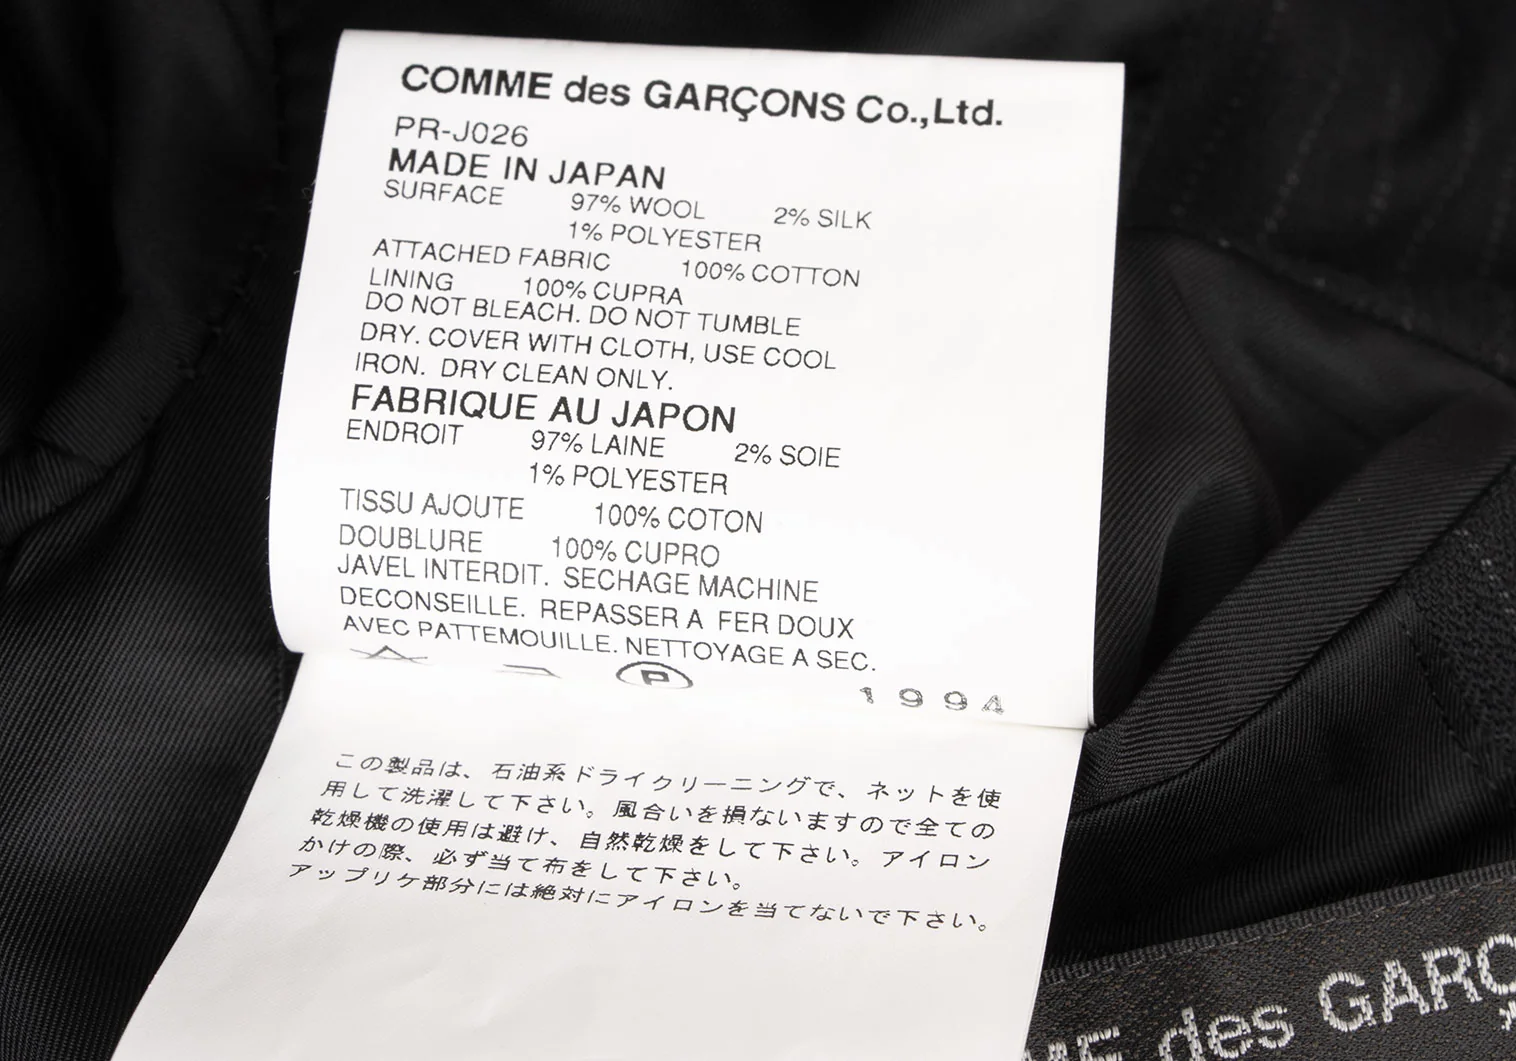 COMME des GARÇONS Co.,Ltd.
PR-J026
MADE IN JAPAN
SURFACE 97% WOOL 2% SILK
1% POLYESTER
ATTACHED FABRIC 100% COTTON
LINING 100% CUPRA
DO NOT BLEACH. DO NOT TUMBLE
DRY. COVER WITH CLOTH, USE COOL
IRON. DRY CLEAN ONLY.
FABRIQUE AU JAPON
ENDROIT 97% LAINE 2% SOIE
1% POLYESTER
TISSU AJOUTE 100% COTON
DOUBLURE 100% CUPRO
JAVEL INTERDIT. SECHAGE MACHINE
DECONSEILLE. REPASSER A FER DOUX
AVEC PATTEMOUILLE. NETTOYAGE A SEC.
P 1994
この製品は、石油系ドライクリーニングで、ネットを使
用して洗濯して下さい。風合いを損ないますので全ての
乾燥機の使用は避け、自然乾燥をして下さい。アイロン
かけの際、必ず当て布をして下さい。
アップリケ部分には絶対にアイロンを当てないで下さい。
ME des GARÇ